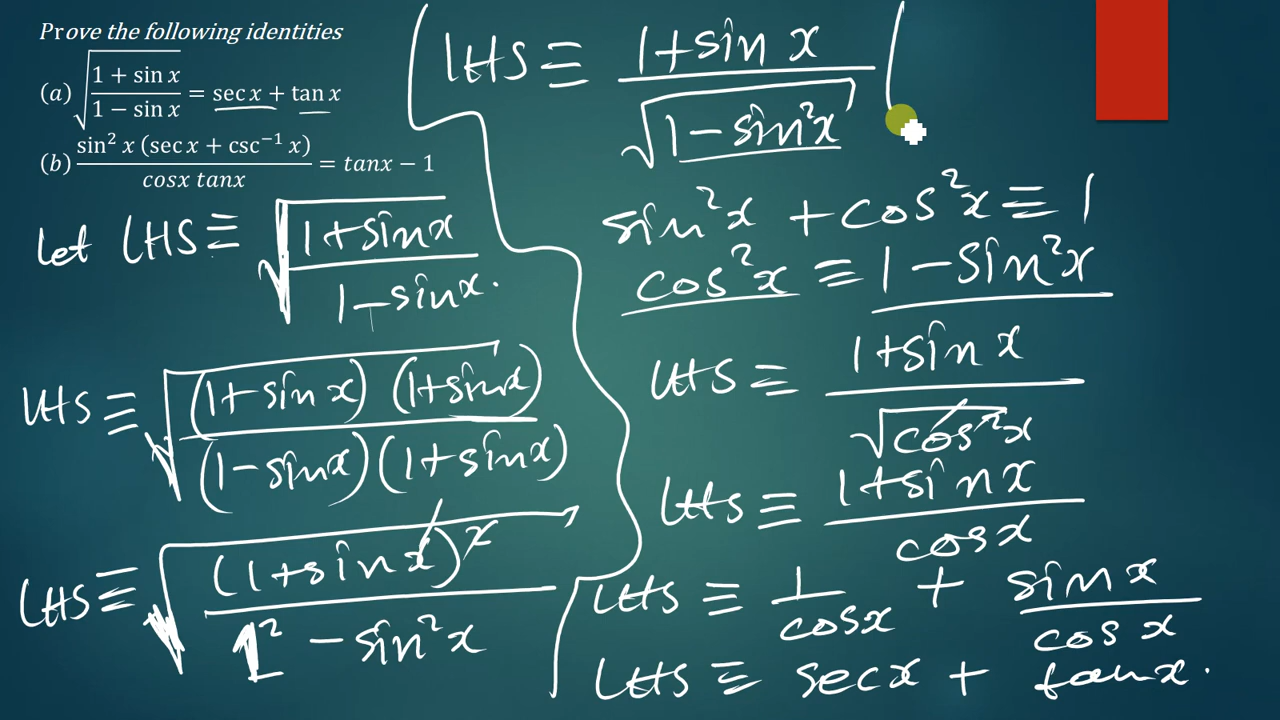 Prove the following identities
(a) √((1 + sin x)/(1 − sin x)) = sec x + tan x
(b) (sin² x (sec x + csc⁻¹ x))/(cosx tanx) = tanx − 1
Let LHS ≡ √((1+sinx)/(1−sinx.))
LHS ≡ √(((1+sin x)(1+sinx))/((1−sinx)(1+sinx)))
LHS ≡ √((1+sin x)²/(1² − sin²x))
LHS ≡ (1+sin x)/√(1−sin²x)
sin²x + cos²x ≡ 1
cos²x ≡ 1−sin²x
LHS ≡ (1+sin x)/√(cos²x)
LHS ≡ (1+sin x)/(cosx)
LHS ≡ 1/(cosx) + (sin x)/(cos x)
LHS ≡ secx + tanx.